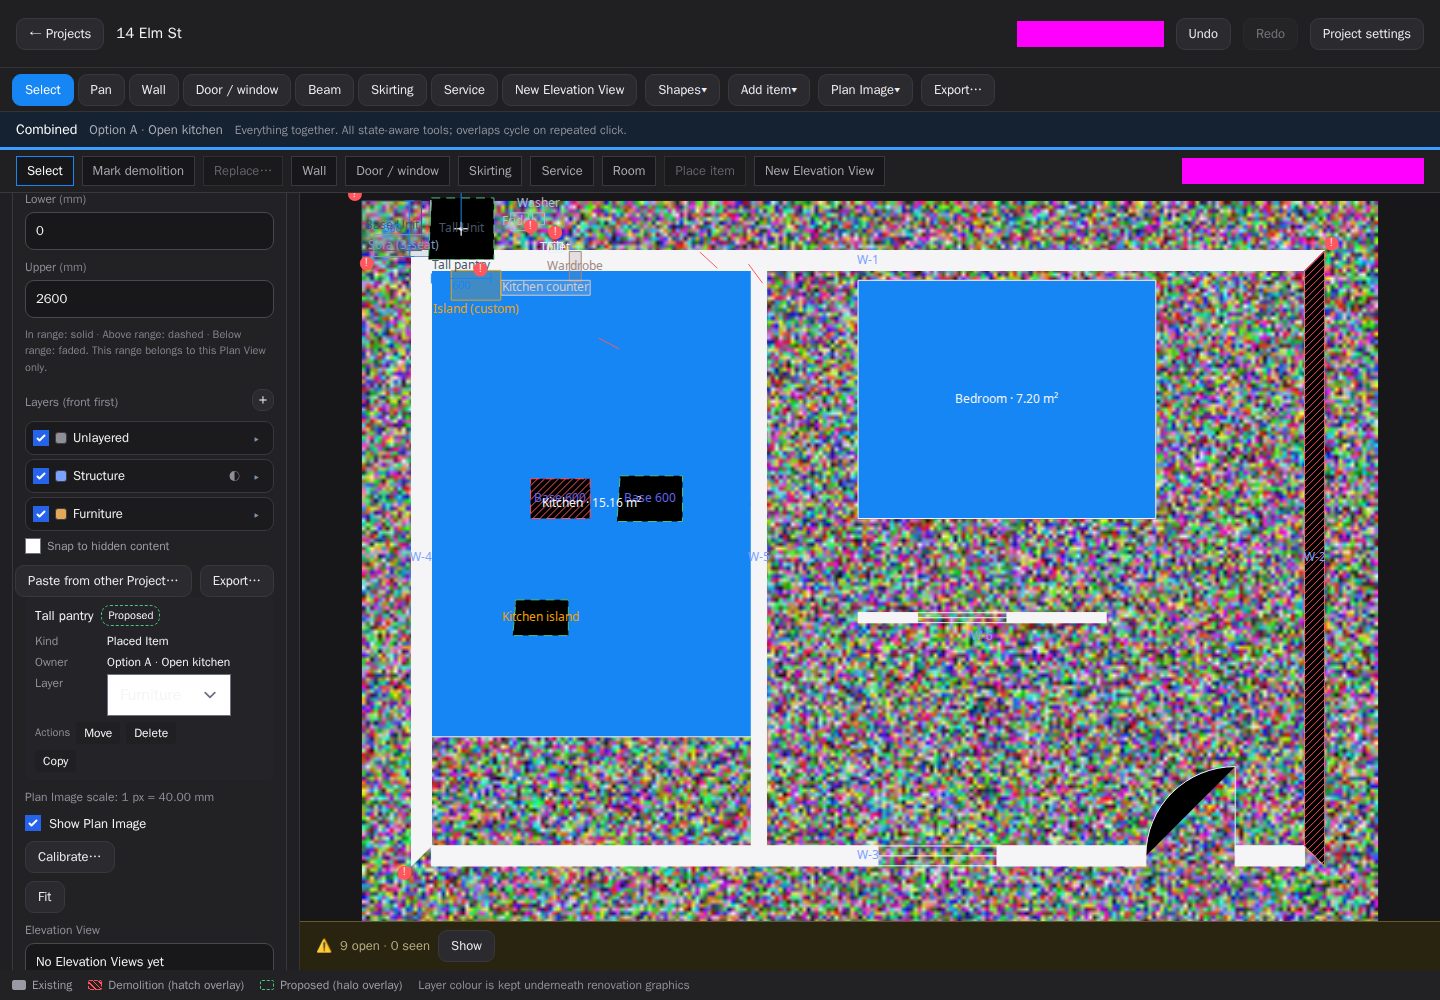 ← Projects
14 Elm St
Undo
Redo
Project settings
Select
Pan
Wall
Door / window
Beam
Skirting
Service
New Elevation View
Shapes▾
Add item▾
Plan Image▾
Export⋯
Combined
Option A · Open kitchen
Everything together. All state-aware tools; overlaps cycle on repeated click.
Select
Mark demolition
Replace⋯
Wall
Door / window
Skirting
Service
Room
Place item
New Elevation View
Lower (mm)
0
Upper (mm)
2600
In range: solid · Above range: dashed · Below
range: faded. This range belongs to this Plan View
only.
Layers (front first)
+
Unlayered
Structure
Furniture
Snap to hidden content
Paste from other Project⋯
Export⋯
Tall pantry
Proposed
Kind
Placed Item
Owner
Option A · Open kitchen
Layer
Furniture
Actions
Move
Delete
Copy
Plan Image scale: 1 px = 40.00 mm
Show Plan Image
Calibrate⋯
Fit
Elevation View
No Elevation Views yet
Washer
Tall Unit
Sofa (3-seat)
Toilet
Tall pantry
Wardrobe
Kitchen counter
Island (custom)
W-1
Bedroom · 7.20 m²
Base 600
Base 600
Kitchen · 15.16 m²
W-4
W-5
W-2
Kitchen island
W-3
⚠️ 9 open · 0 seen
Show
Existing
Demolition (hatch overlay)
Proposed (halo overlay)
Layer colour is kept underneath renovation graphics